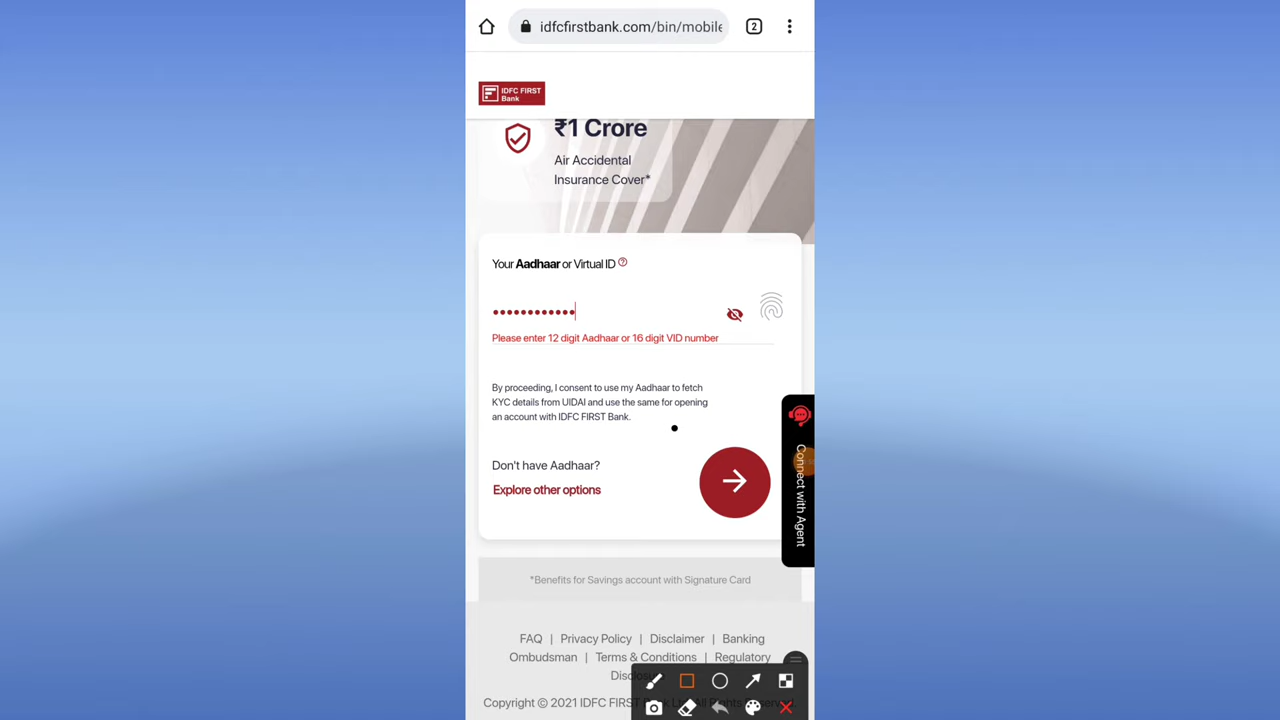 idfcfirstbank.com/bin/mobile
2
IDFC FIRST
Bank
₹1 Crore
Air Accidental
Insurance Cover*
Your Aadhaar or Virtual ID
••••••••••••
Please enter 12 digit Aadhaar or 16 digit VID number
By proceeding, I consent to use my Aadhaar to fetch
KYC details from UIDAI and use the same for opening
an account with IDFC FIRST Bank.
Connect with Agent
Don't have Aadhaar?
Explore other options
*Benefits for Savings account with Signature Card
FAQ | Privacy Policy | Disclaimer | Banking
Ombudsman | Terms & Conditions | Regulatory
Copyright © 2021 IDFC FIRST Bank